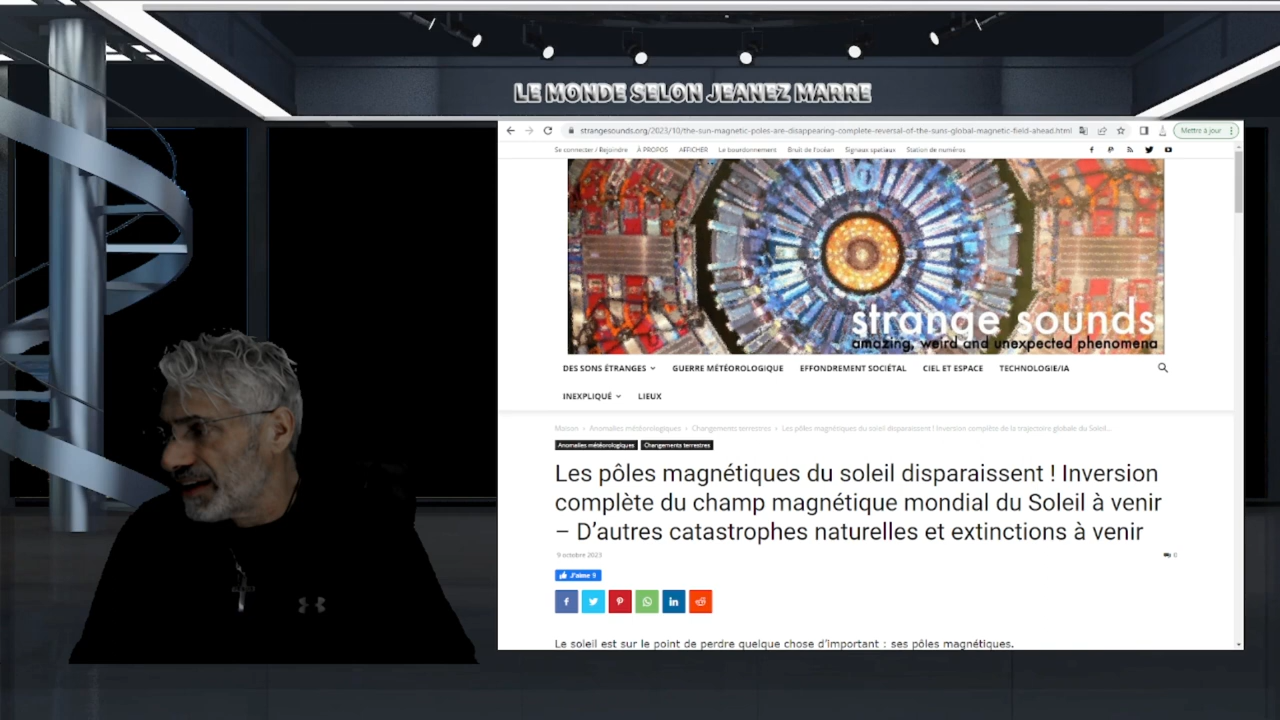 LE MONDE SELON JEANEZ MARRE
strangesounds.org/2023/10/the-sun-magnetic-poles-are-disappearing-complete-reversal-of-the-suns-global-magnetic-field-ahead.html
Mettre à jour
Se connecter / Rejoindre À PROPOS AFFICHER Le bourdonnement Bruit de l'océan Signaux spatiaux Station de numéros
strange sounds
amazing, weird and unexpected phenomena
DES SONS ÉTRANGES GUERRE MÉTÉOROLOGIQUE EFFONDREMENT SOCIÉTAL CIEL ET ESPACE TECHNOLOGIE/IA
INEXPLIQUÉ LIEUX
Maison › Anomalies météorologiques › Changements terrestres › Les pôles magnétiques du soleil disparaissent ! Inversion complète de la trajectoire globale du Soleil...
Anomalies météorologiques Changements terrestres
Les pôles magnétiques du soleil disparaissent ! Inversion
complète du champ magnétique mondial du Soleil à venir
– D’autres catastrophes naturelles et extinctions à venir
9 octobre 2023 0
J'aime 9
Le soleil est sur le point de perdre quelque chose d’important : ses pôles magnétiques.